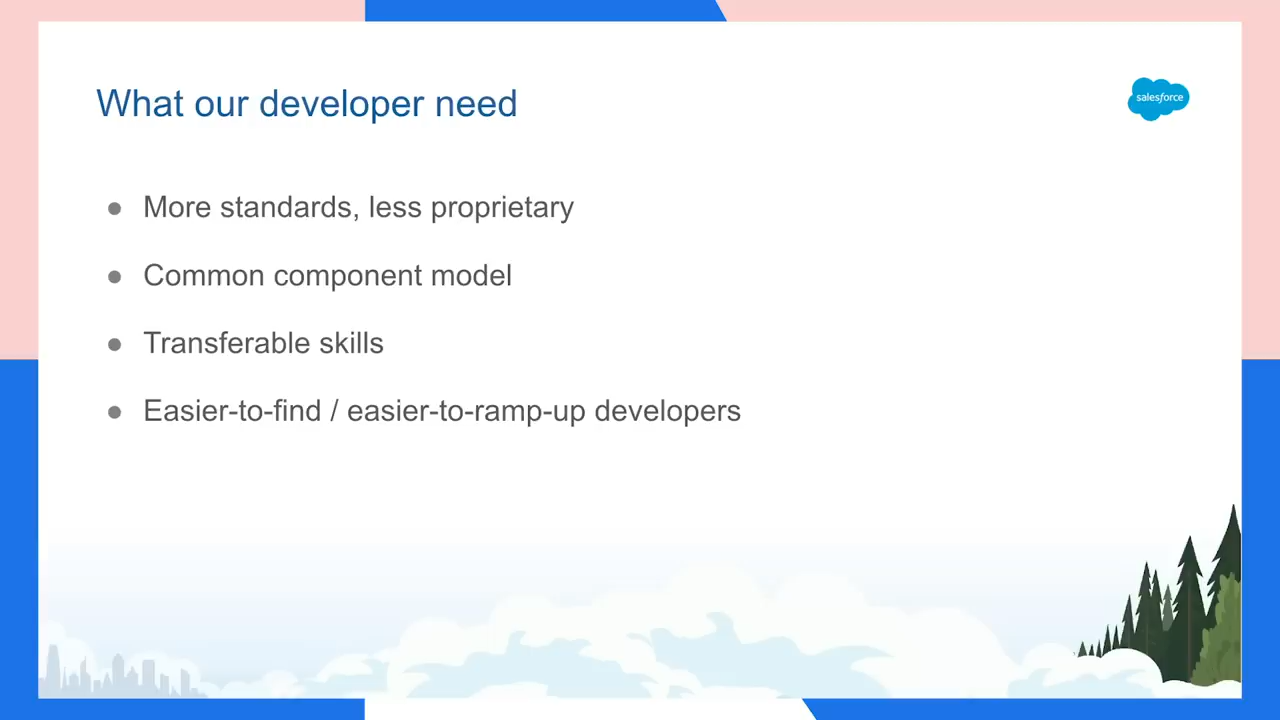 What our developer need
salesforce
● More standards, less proprietary
● Common component model
● Transferable skills
● Easier-to-find / easier-to-ramp-up developers